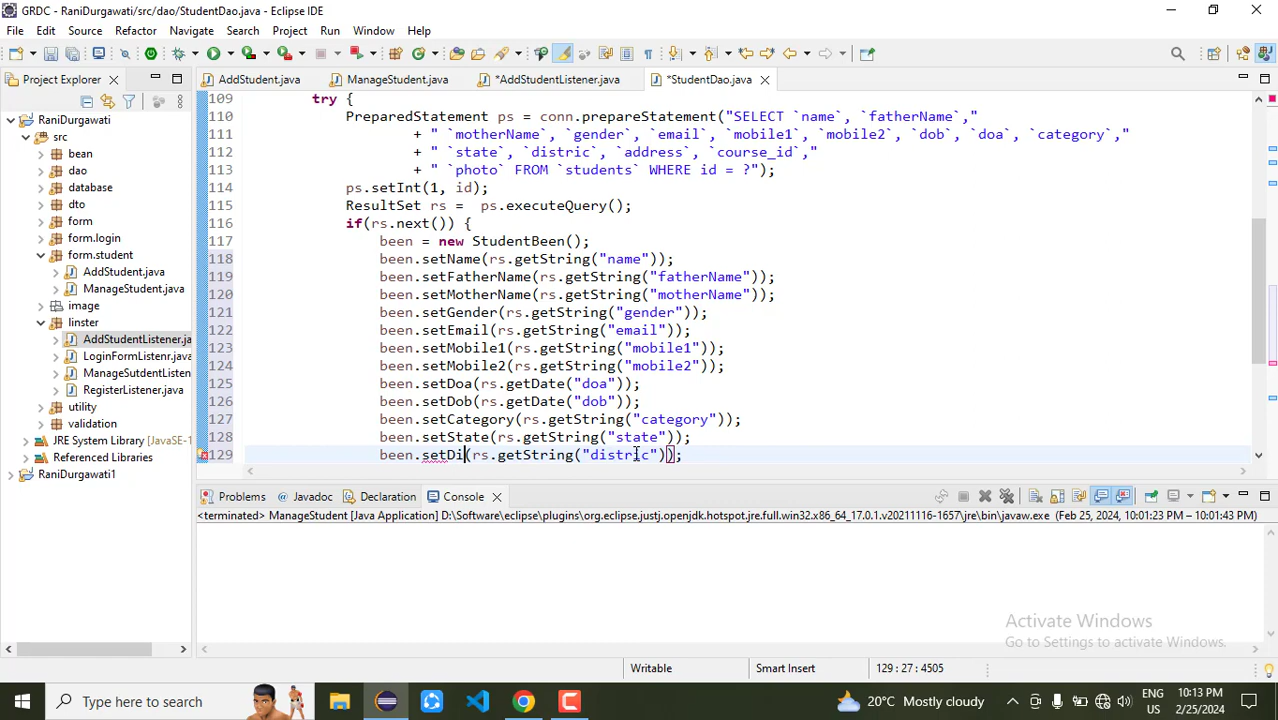 GRDC - RaniDurgawati/src/dao/StudentDao.java - Eclipse IDE
File Edit Source Refactor Navigate Search Project Run Window Help
Project Explorer
AddStudent.java ManageStudent.java *AddStudentListener.java *StudentDao.java
RaniDurgawati
src
bean
dao
database
dto
form
form.login
form.student
AddStudent.java
ManageStudent.java
image
linster
AddStudentListener.ja
LoginFormListenr.java
ManageSutdentListen
RegisterListener.java
utility
validation
JRE System Library [JavaSE-1
Referenced Libraries
RaniDurgawati1
109 try {
110 PreparedStatement ps = conn.prepareStatement("SELECT `name`, `fatherName`,"
111 + " `motherName`, `gender`, `email`, `mobile1`, `mobile2`, `dob`, `doa`, `category`,"
112 + " `state`, `distric`, `address`, `course_id`,"
113 + " `photo` FROM `students` WHERE id = ?");
114 ps.setInt(1, id);
115 ResultSet rs = ps.executeQuery();
116 if(rs.next()) {
117 been = new StudentBeen();
118 been.setName(rs.getString("name"));
119 been.setFatherName(rs.getString("fatherName"));
120 been.setMotherName(rs.getString("motherName"));
121 been.setGender(rs.getString("gender"));
122 been.setEmail(rs.getString("email"));
123 been.setMobile1(rs.getString("mobile1"));
124 been.setMobile2(rs.getString("mobile2"));
125 been.setDoa(rs.getDate("doa"));
126 been.setDob(rs.getDate("dob"));
127 been.setCategory(rs.getString("category"));
128 been.setState(rs.getString("state"));
129 been.setDi(rs.getString("distric"));
Problems Javadoc Declaration Console
<terminated> ManageStudent [Java Application] D:\Software\eclipse\plugins\org.eclipse.justj.openjdk.hotspot.jre.full.win32.x86_64_17.0.1.v20211116-1657\jre\bin\javaw.exe (Feb 25, 2024, 10:01:23 PM – 10:01:43 PM)
Activate Windows
Go to Settings to activate Windows.
Writable Smart Insert 129 : 27 : 4505
Type here to search
20°C Mostly cloudy
ENG
US
10:13 PM
2/25/2024